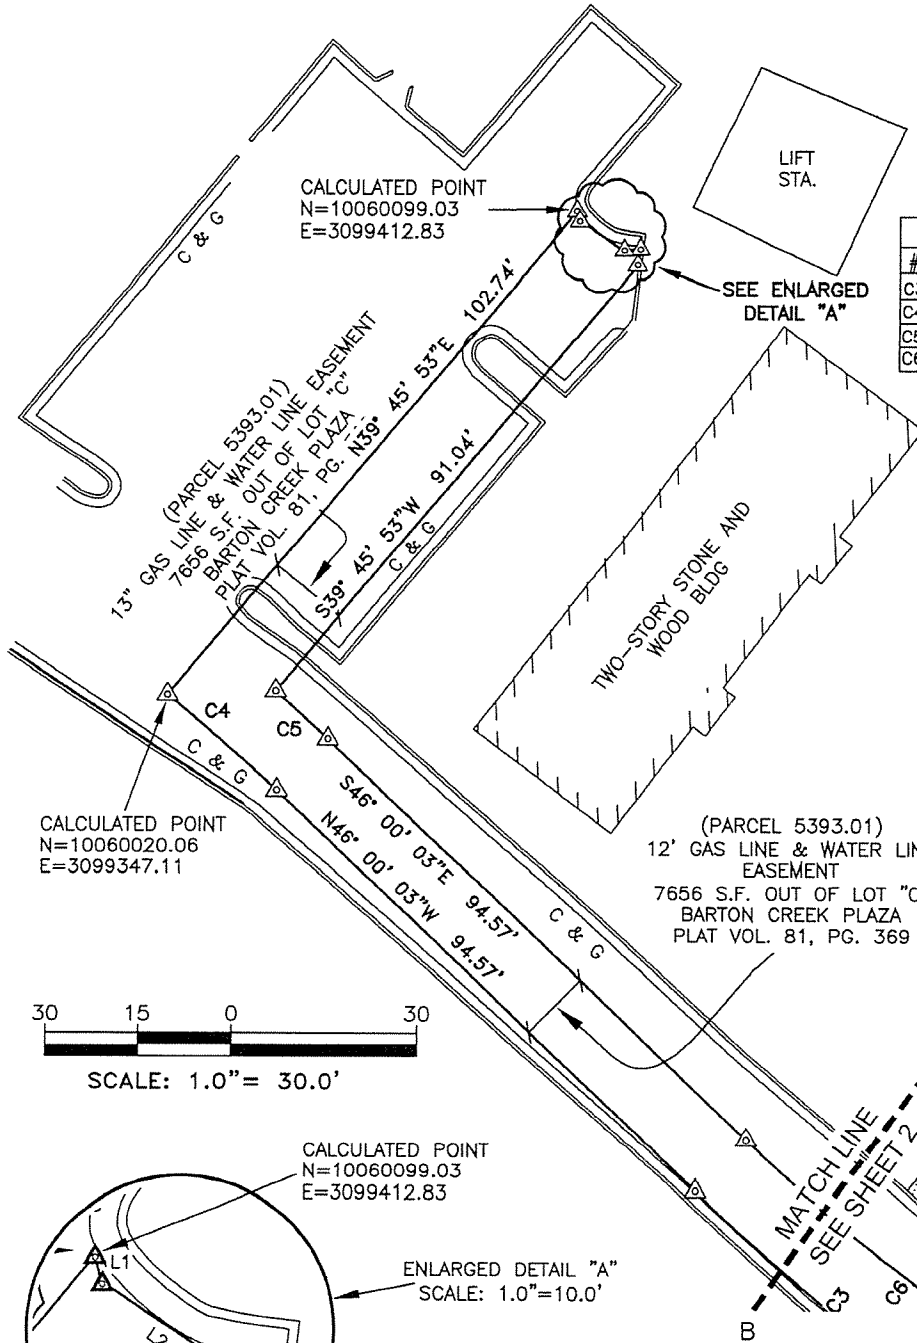 LIFT
STA.
CALCULATED POINT
N=10060099.03
E=3099412.83
C & G
#
C3
C4
C5
C6
SEE ENLARGED
DETAIL "A"
N39° 45' 53"E 102.74'
(PARCEL 5393.01)
13" GAS LINE & WATER LINE EASEMENT
7656 S.F. OUT OF LOT "C"
BARTON CREEK PLAZA
PLAT VOL. 81, PG.
S39° 45' 53"W 91.04'
C & G
TWO-STORY STONE AND
WOOD BLDG
C4
C5
C & G
CALCULATED POINT
N=10060020.06
E=3099347.11
S46° 00' 03"E 94.57'
N46° 00' 03"W 94.57'
C & G
(PARCEL 5393.01)
12' GAS LINE & WATER LIN
EASEMENT
7656 S.F. OUT OF LOT "C
BARTON CREEK PLAZA
PLAT VOL. 81, PG. 369
30 15 0 30
SCALE: 1.0"= 30.0'
MATCH LINE
SEE SHEET 2
C3
C6
B
CALCULATED POINT
N=10060099.03
E=3099412.83
L1
L2
ENLARGED DETAIL "A"
SCALE: 1.0"=10.0'